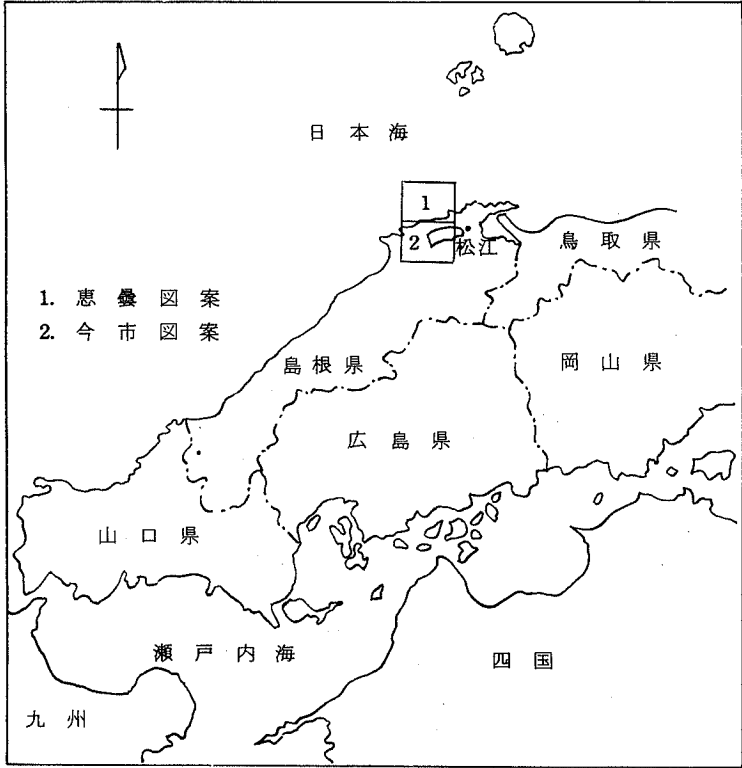 日本海
1
2
松江
鳥取県
1. 恵曇図案
2. 今市図案
島根県
岡山県
広島県
山口県
瀬戸内海
四国
九州